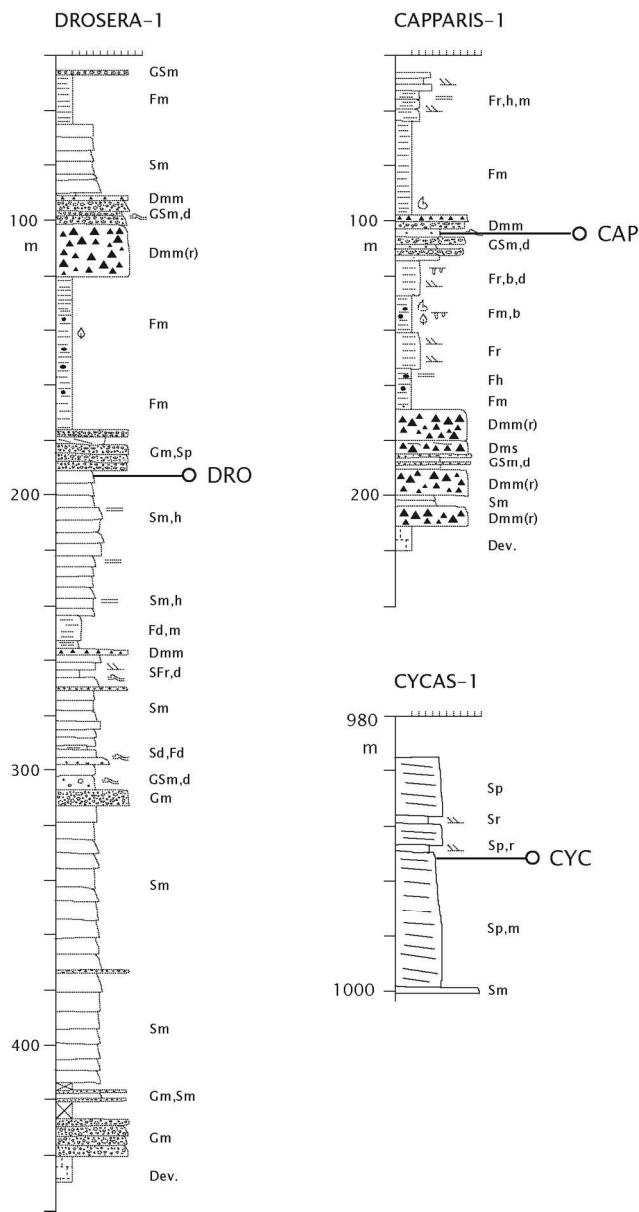 DROSERA–1
GSm
Fm
Sm
Dmm
GSm,d
100
m
Dmm(r)
Fm
Fm
Gm,Sp
DRO
200
Sm,h
Sm,h
Fd,m
Dmm
SFr,d
Sm
Sd,Fd
300
GSm,d
Gm
Sm
Sm
400
Gm,Sm
Gm
Dev.
CAPPARIS–1
Fr,h,m
Fm
100
m
Dmm
CAP
GSm,d
Fr,b,d
Fm,b
Fr
Fh
Fm
Dmm(r)
Dms
GSm,d
Dmm(r)
200
Sm
Dmm(r)
Dev.
CYCAS–1
980
m
Sp
Sr
Sp,r
CYC
Sp,m
1000
Sm